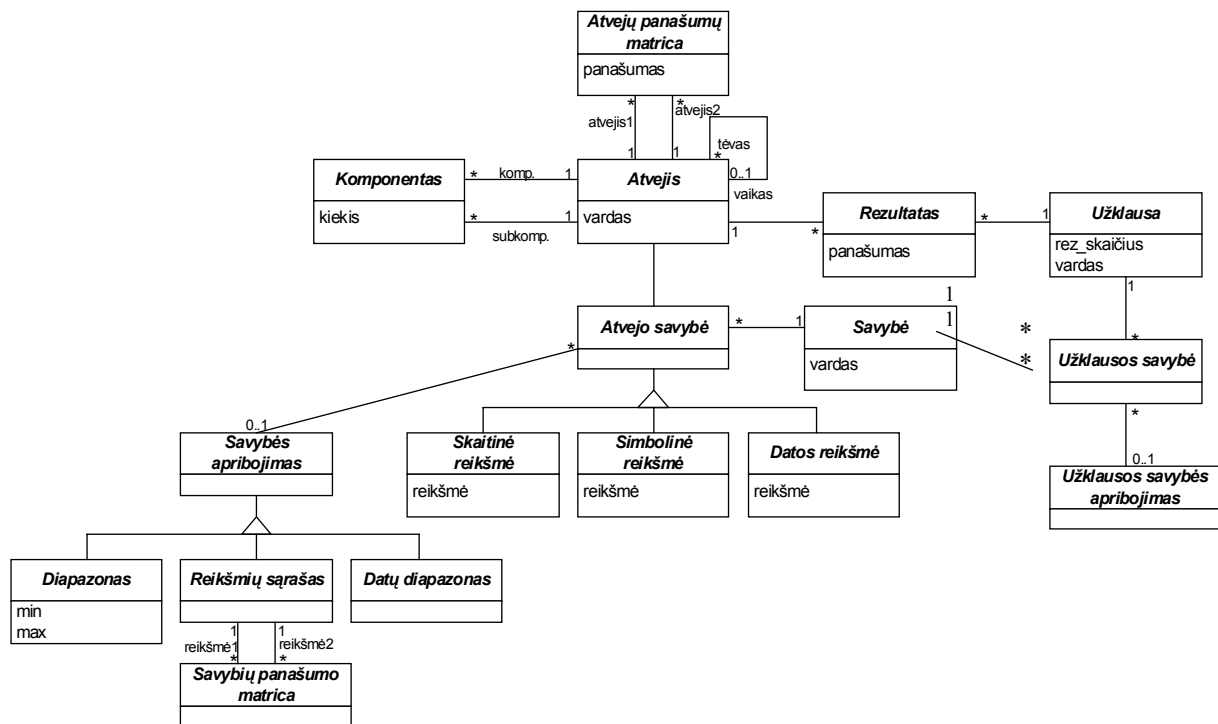 Atvejų panašumų
matrica
panašumas
*
*
atvejis1
atvejis2
1
1
tėvas
*
0..1
vaikas
Komponentas
kiekis
*
komp.
1
*
subkomp.
1
Atvejis
vardas
1
*
Rezultatas
panašumas
*
1
Užklausa
rez_skaičius
vardas
1
*
Atvejo savybė
*
1
*
Savybė
vardas
1
1
*
*
Užklausos savybė
*
0..1
Užklausos savybės
apribojimas
0..1
Savybės
apribojimas
Skaitinė
reikšmė
reikšmė
Simbolinė
reikšmė
reikšmė
Datos reikšmė
reikšmė
Diapazonas
min
max
Reikšmių sąrašas
Datų diapazonas
1
1
reikšmė1
reikšmė2
*
*
Savybių panašumo
matrica